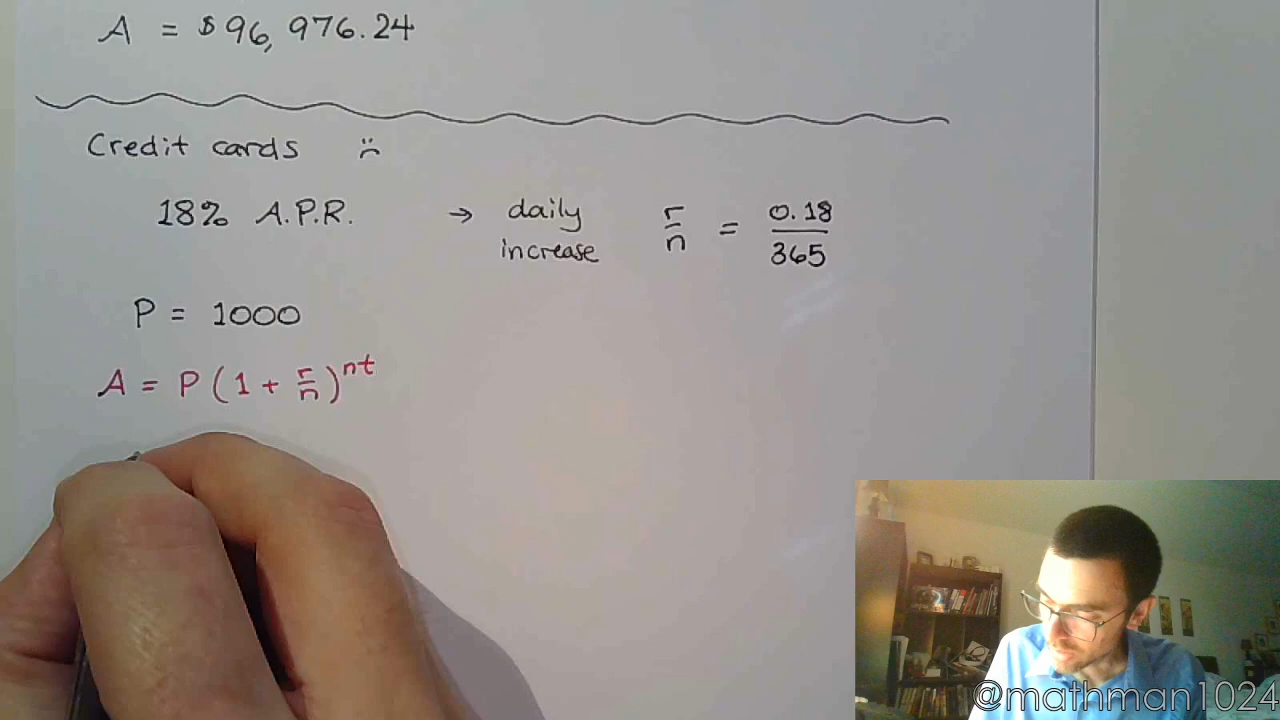 A = $96,976.24
Credit cards :(
18% A.P.R. → daily increase r/n = 0.18/365
P = 1000
A = P(1 + r/n)^nt
@mathman1024